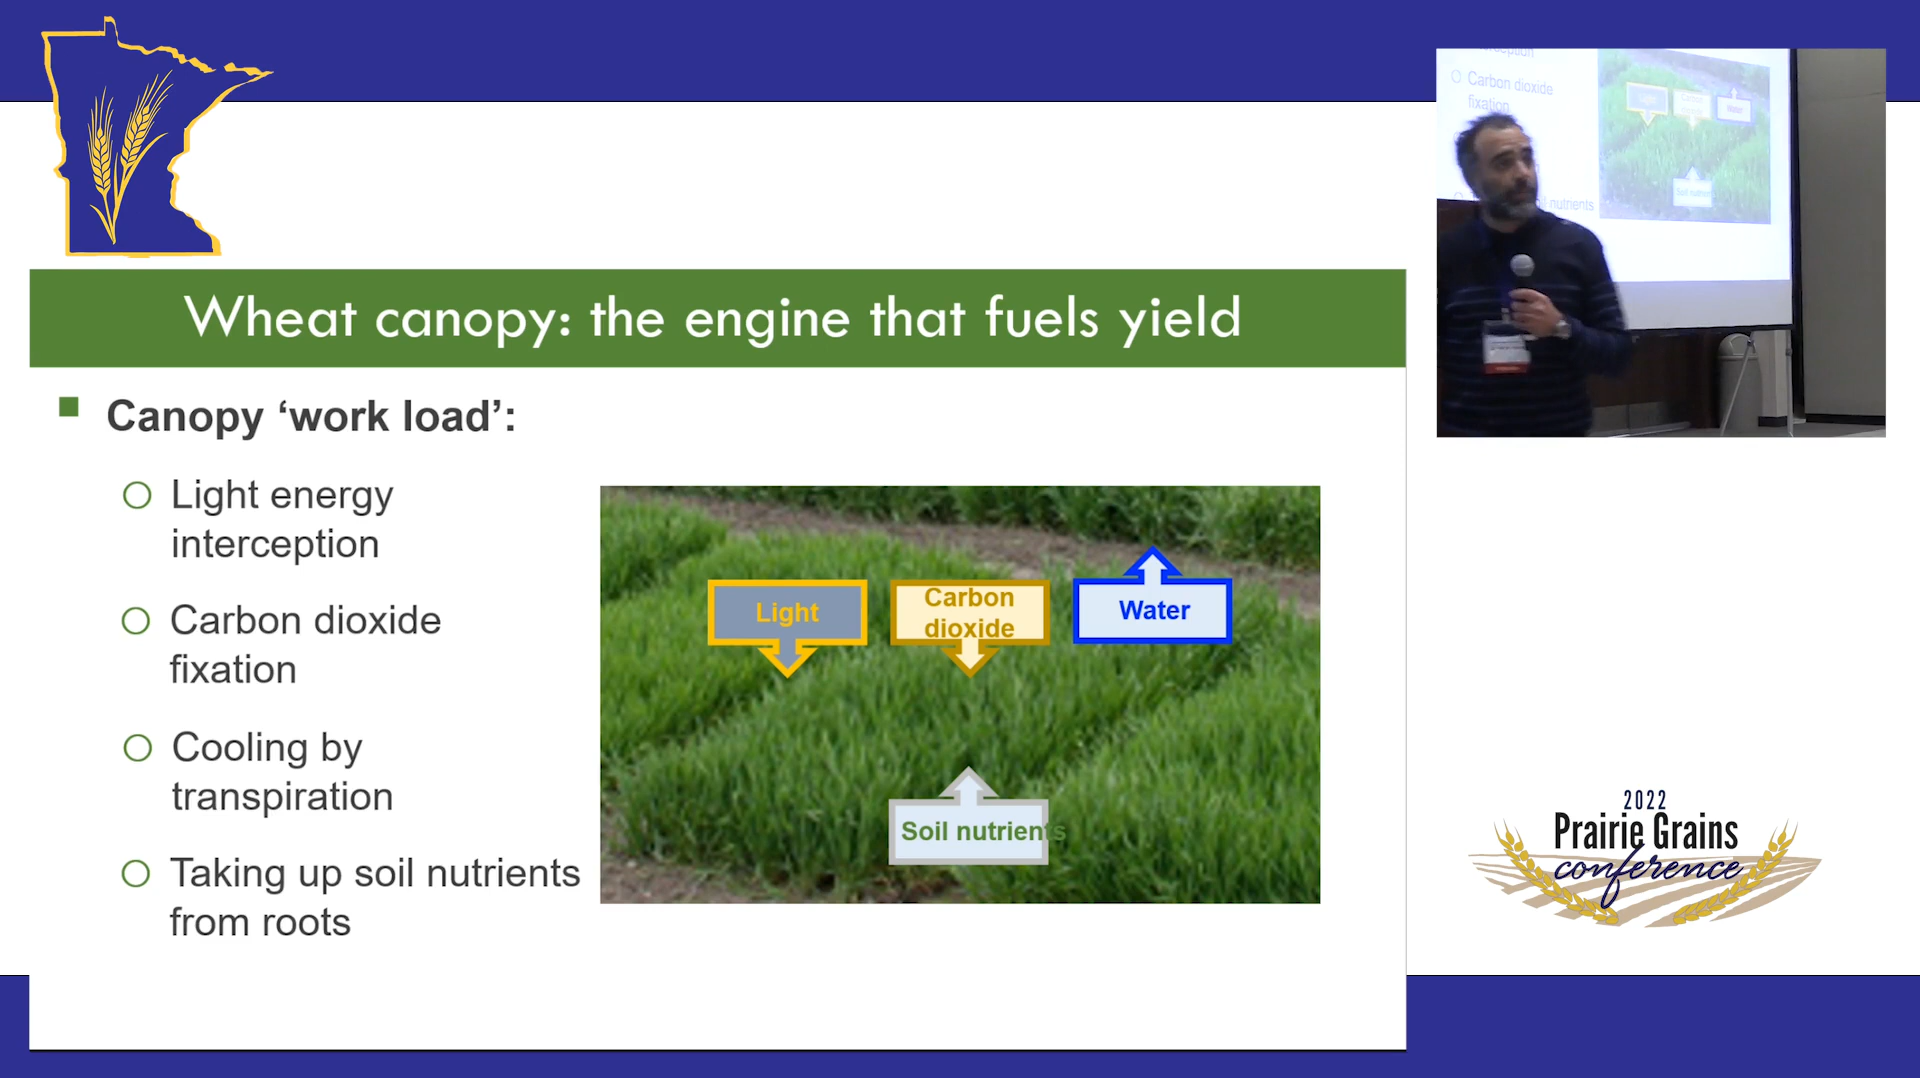 Wheat canopy: the engine that fuels yield
Canopy ‘work load’:
Light energy
interception
Carbon dioxide
fixation
Cooling by
transpiration
Taking up soil nutrients
from roots
Light
Carbon
dioxide
Water
Soil nutrients
Carbon dioxide
fixation
il nutrients
2022
Prairie Grains
conference